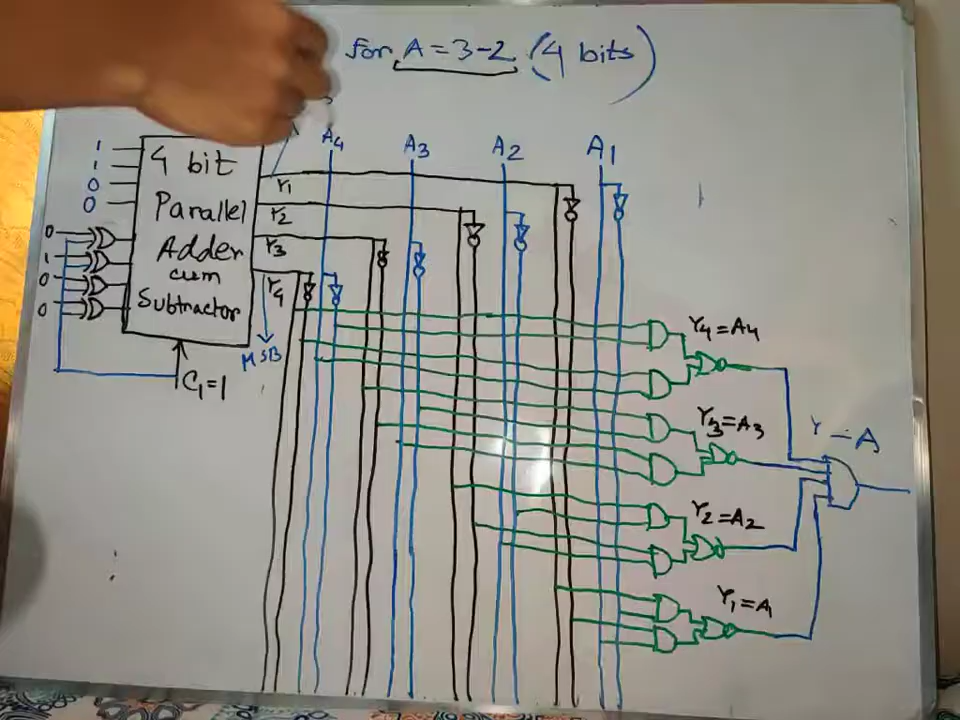 for A = 3-2 (4 bits)
A4 A3 A2 A1
1
1
0
0
0
1
0
0
4 bit
Parallel
Adder
cum
Subtractor
Y1
Y2
Y3
Y4
MSB
C1=1
Y4=A4
Y3=A3
Y=A
Y2=A2
Y1=A1